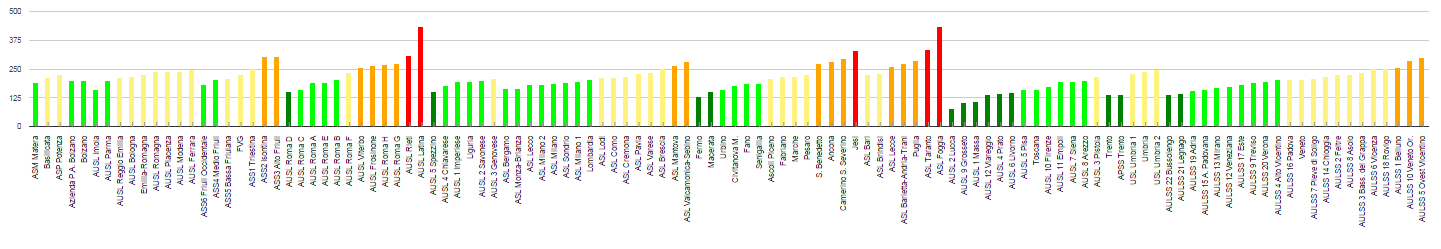 500
375
250
125
0
ASM Matera
Basilicata
ASP Potenza
Azienda P.A. Bolzano
Bolzano
AUSL Imola
AUSL Parma
AUSL Reggio Emilia
AUSL Bologna
Emilia-Romagna
AUSL Romagna
AUSL Piacenza
AUSL Modena
AUSL Ferrara
ASS6 Friuli Occidentale
ASS4 Medio Friuli
ASS5 Bassa Friulana
FVG
ASS1 Triestina
ASS2 Isontina
ASS3 Alto Friuli
AUSL Roma D
AUSL Roma C
AUSL Roma A
AUSL Roma E
AUSL Roma B
AUSL Roma F
AUSL Viterbo
AUSL Frosinone
AUSL Roma H
AUSL Roma G
AUSL Rieti
AUSL Latina
ASL 5 Spezzino
ASL 4 Chiavarese
ASL 1 Imperiese
Liguria
ASL 2 Savonese
ASL 3 Genovese
ASL Bergamo
ASL Monza-Brianza
ASL Lecco
ASL Milano 2
ASL Milano
ASL Sondrio
ASL Milano 1
Lombardia
ASL Lodi
ASL Como
ASL Cremona
ASL Pavia
ASL Varese
ASL Brescia
ASL Mantova
ASL Valcamonica-Sebino
Fermo
Macerata
Urbino
Civitanova M.
Fano
Senigallia
Ascoli Piceno
Fabriano
Marche
Pesaro
S. Benedetto
Ancona
Camerino S. Severino
Jesi
ASL Bari
ASL Brindisi
ASL Lecce
ASL Barletta-Andria-Trani
Puglia
ASL Taranto
ASL Foggia
AUSL 2 Lucca
AUSL 9 Grosseto
AUSL 1 Massa
AUSL 12 Viareggio
AUSL 4 Prato
AUSL 6 Livorno
AUSL 5 Pisa
Toscana
AUSL 10 Firenze
AUSL 11 Empoli
AUSL 7 Siena
AUSL 8 Arezzo
AUSL 3 Pistoia
Trento
APSS Trento
USL Umbria 1
Umbria
USL Umbria 2
AULSS 22 Bussolengo
AULSS 21 Legnago
AULSS 19 Adria
AULSS 15 A. Padovana
AULSS 13 Mirano
AULSS 12 Veneziana
AULSS 17 Este
AULSS 9 Treviso
AULSS 20 Verona
AULSS 4 Alto Vicentino
AULSS 16 Padova
Veneto
AULSS 7 Pieve di Soligo
AULSS 14 Chioggia
AULSS 2 Feltre
AULSS 8 Asolo
AULSS 3 Bass. del Grappa
AULSS 6 Vicenza
AULSS 18 Rovigo
AULSS 1 Belluno
AULSS 10 Veneto Or.
AULSS 5 Ovest Vicentino